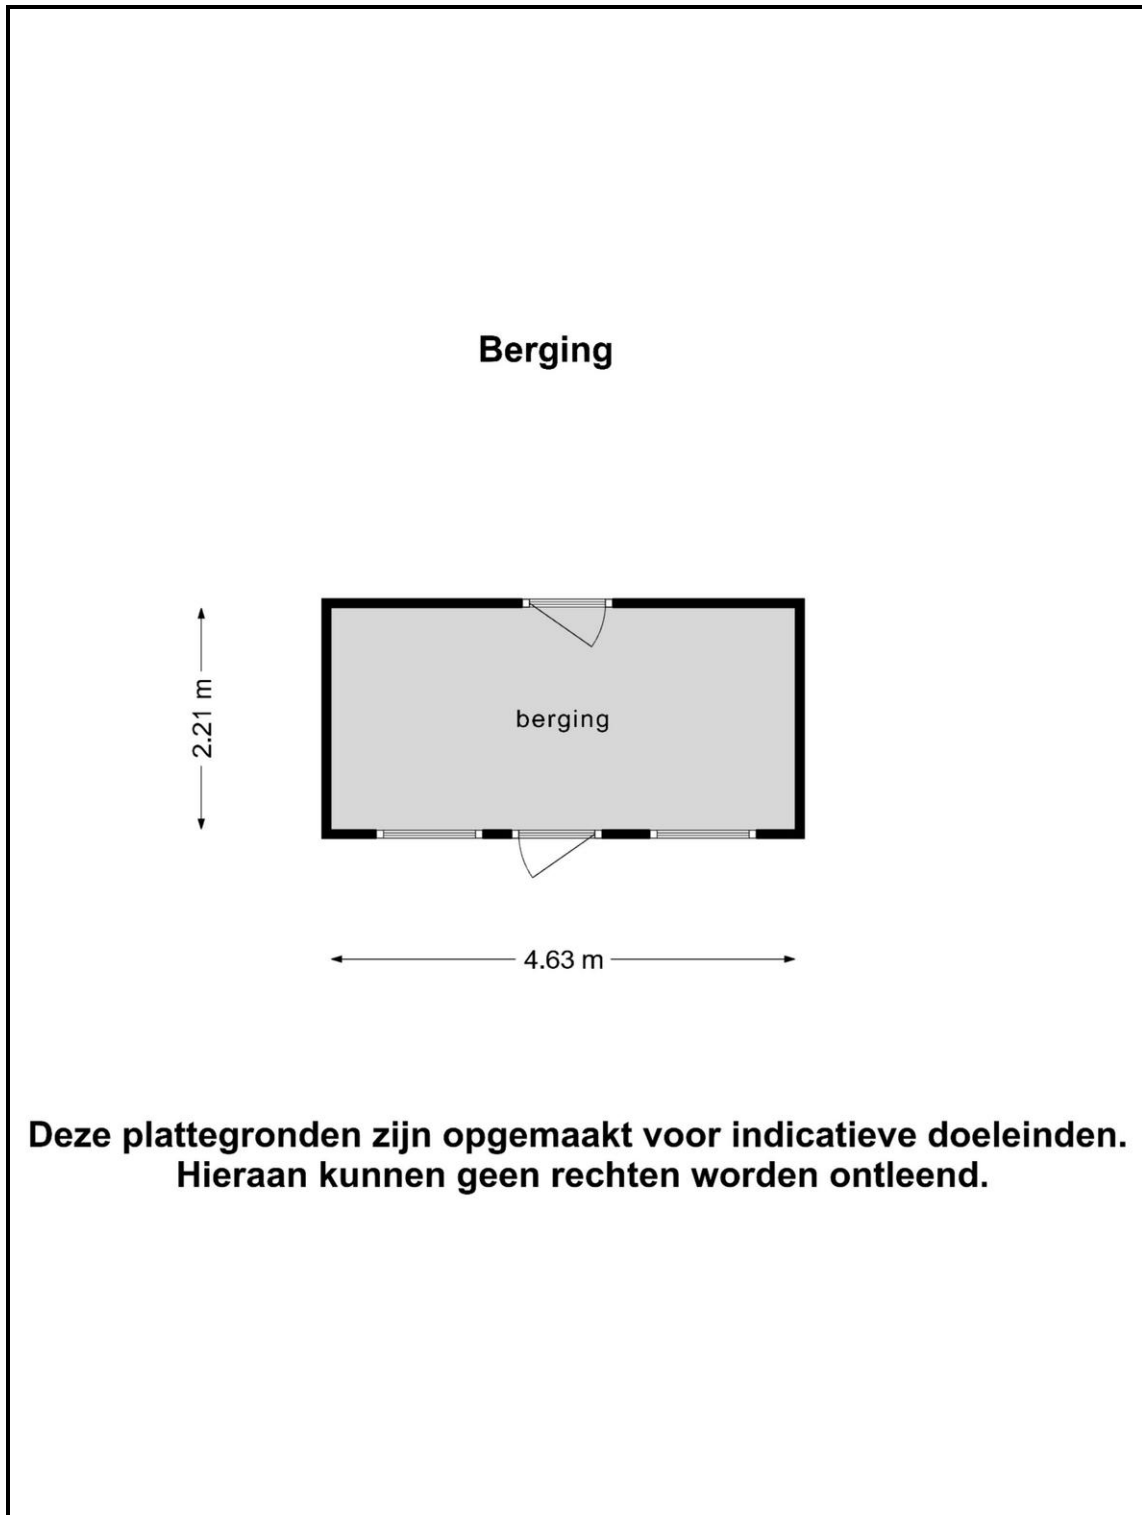 Berging
2.21 m
berging
4.63 m
Deze plattegronden zijn opgemaakt voor indicatieve doeleinden.
Hieraan kunnen geen rechten worden ontleend.